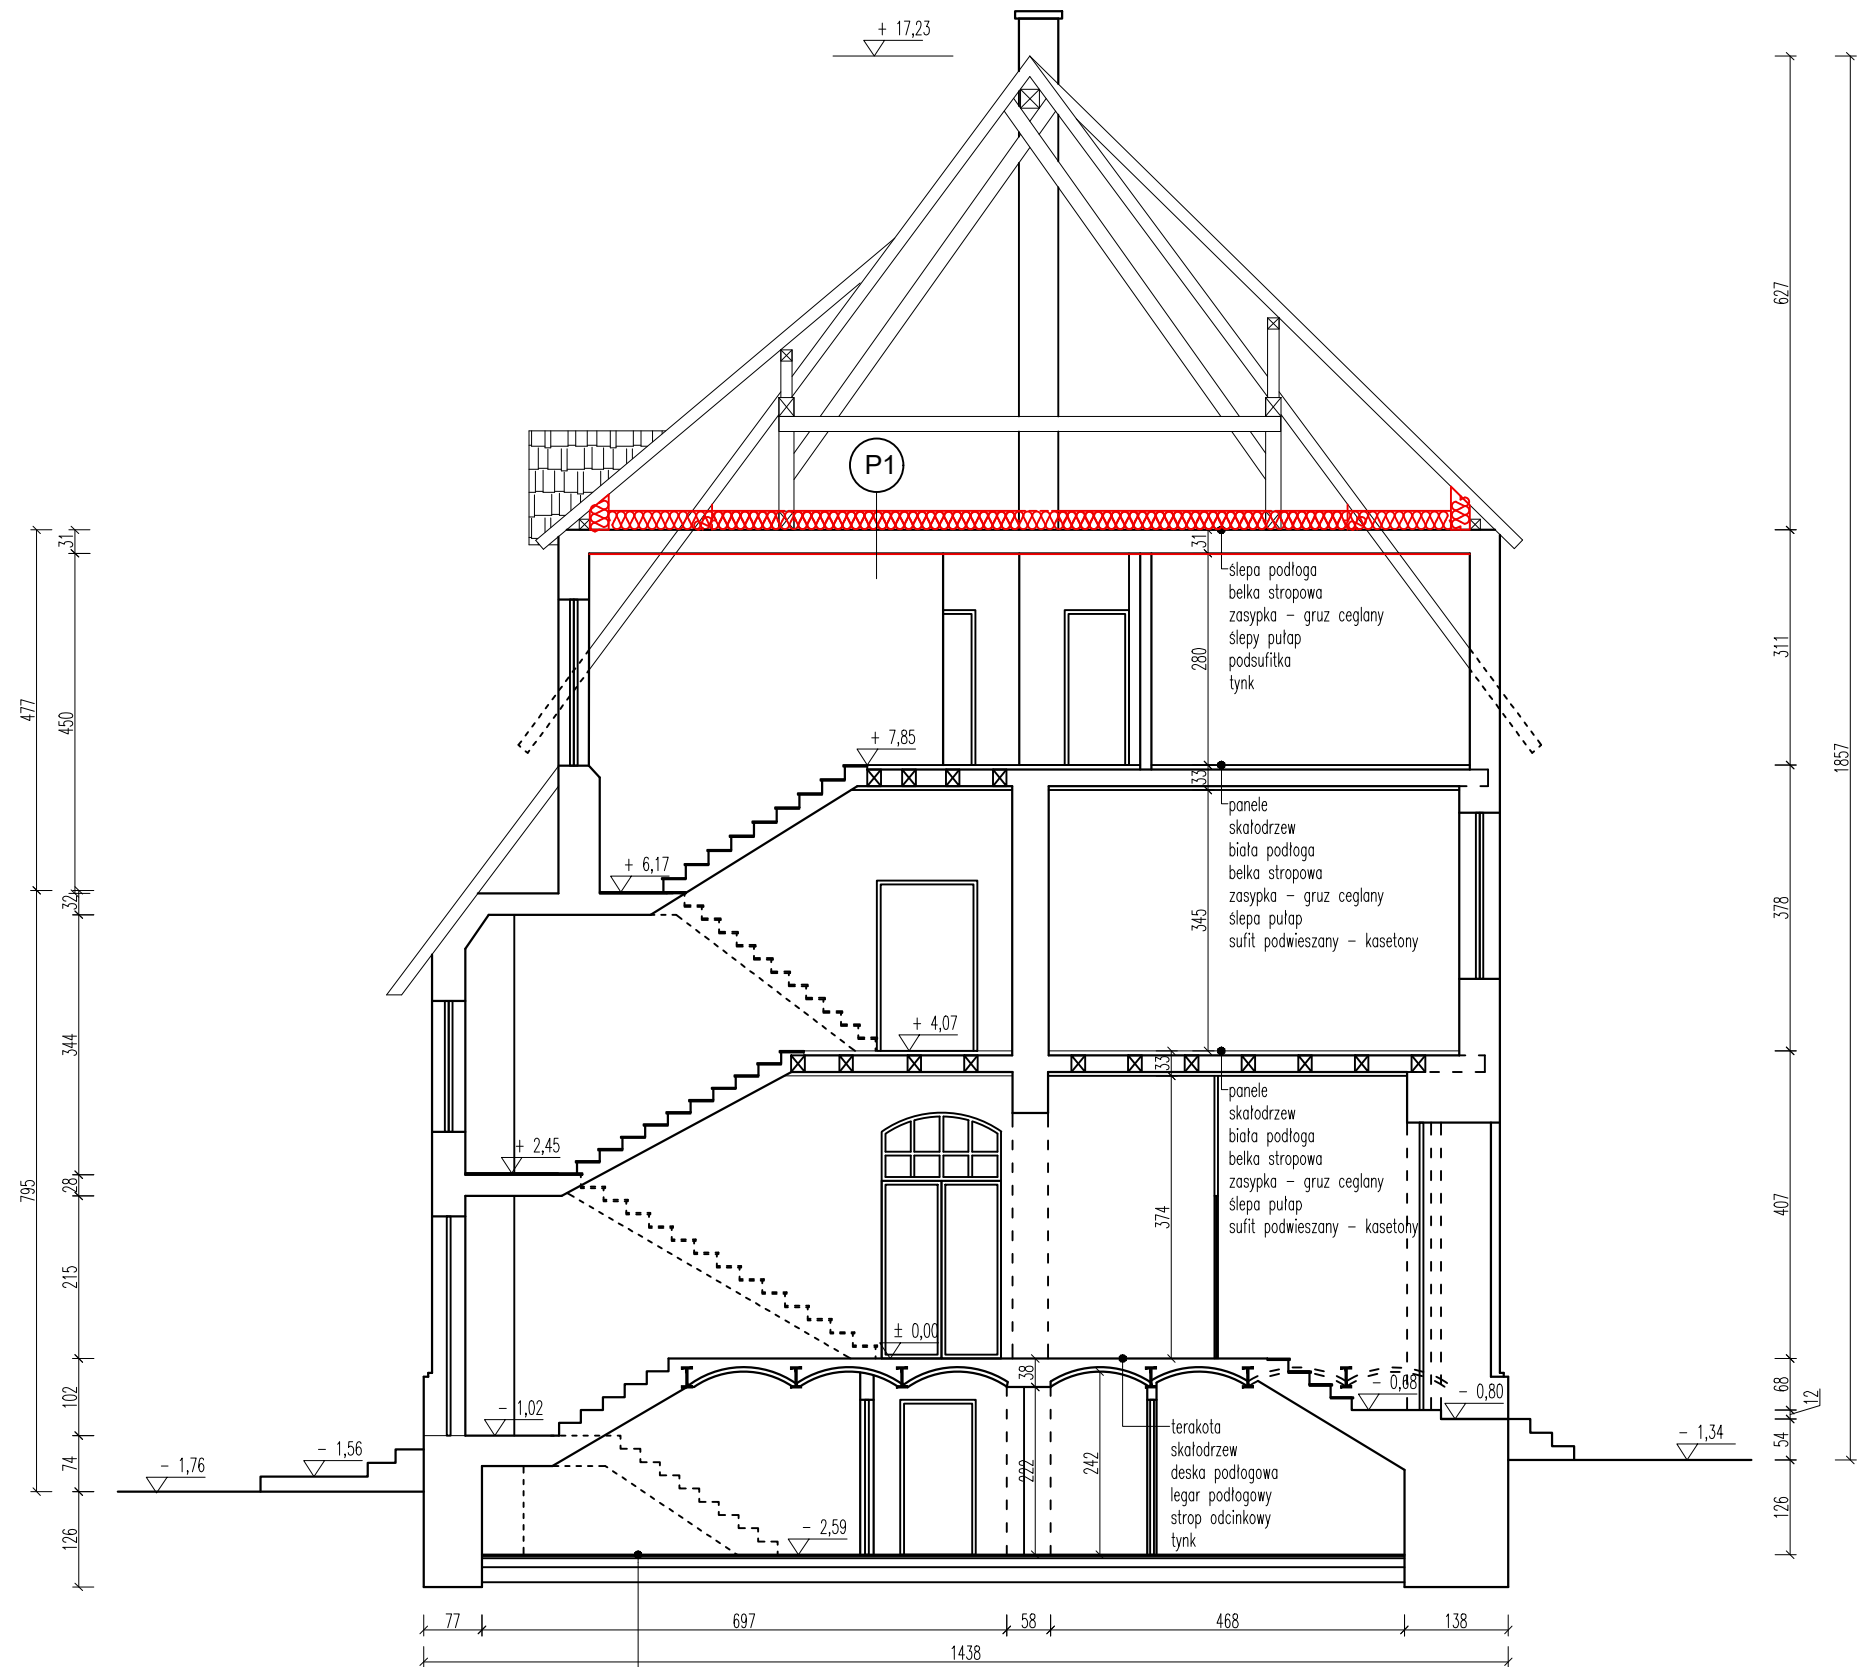 + 17,23
P1
627
1857
31
31
477
450
280
311
ślepa podłoga
belka stropowa
zasypka – gruz ceglany
ślepy pułap
podsufitka
tynk
+ 7,85
33
panele
skałodrzew
biała podłoga
belka stropowa
zasypka – gruz ceglany
ślepa pułap
sufit podwieszany – kasetony
+ 6,17
32
345
378
344
+ 4,07
33
panele
skałodrzew
biała podłoga
belka stropowa
zasypka – gruz ceglany
ślepa pułap
sufit podwieszany – kasetony
+ 2,45
28
795
374
407
215
± 0,00
38
102
- 1,02
- 0,68
- 0,80
68
12
54
- 1,34
74
- 1,56
- 1,76
222
242
terakota
skałodrzew
deska podłogowa
legar podłogowy
strop odcinkowy
tynk
126
- 2,59
126
77
697
58
468
138
1438